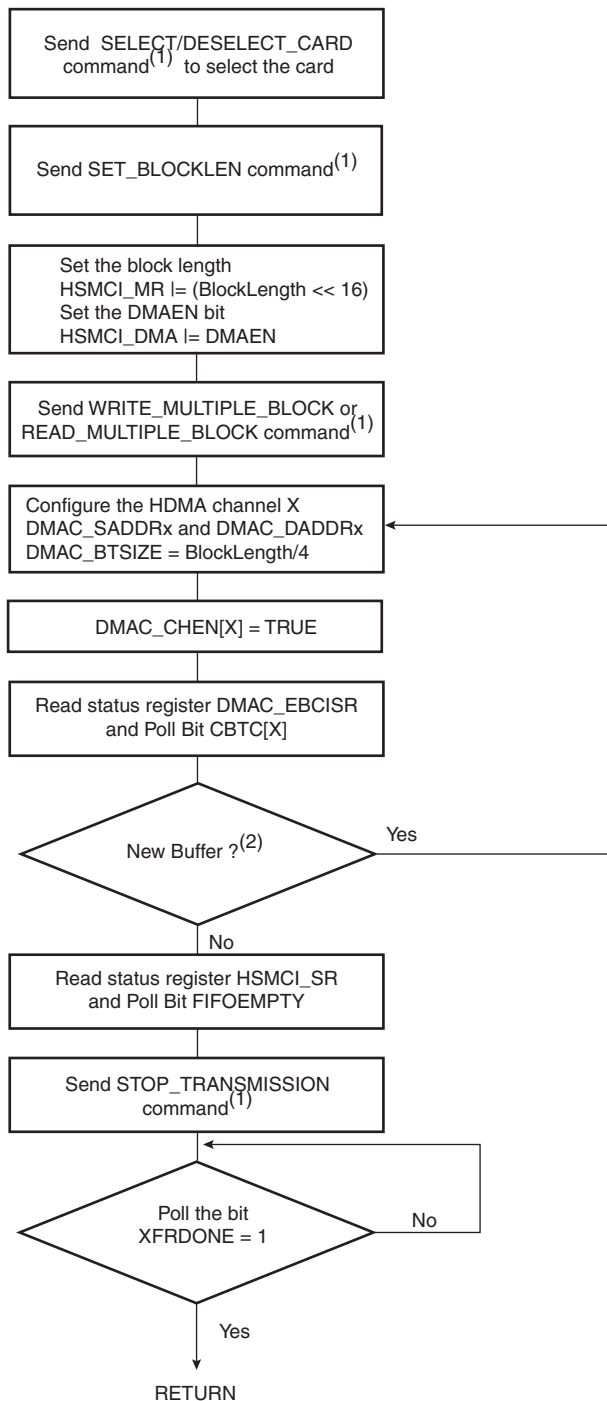 Send SELECT/DESELECT_CARD
command(1) to select the card
Send SET_BLOCKLEN command(1)
Set the block length
HSMCI_MR |= (BlockLength << 16)
Set the DMAEN bit
HSMCI_DMA |= DMAEN
Send WRITE_MULTIPLE_BLOCK or
READ_MULTIPLE_BLOCK command(1)
Configure the HDMA channel X
DMAC_SADDRx and DMAC_DADDRx
DMAC_BTSIZE = BlockLength/4
DMAC_CHEN[X] = TRUE
Read status register DMAC_EBCISR
and Poll Bit CBTC[X]
New Buffer ?(2)
Yes
No
Read status register HSMCI_SR
and Poll Bit FIFOEMPTY
Send STOP_TRANSMISSION
command(1)
Poll the bit
XFRDONE = 1
No
Yes
RETURN